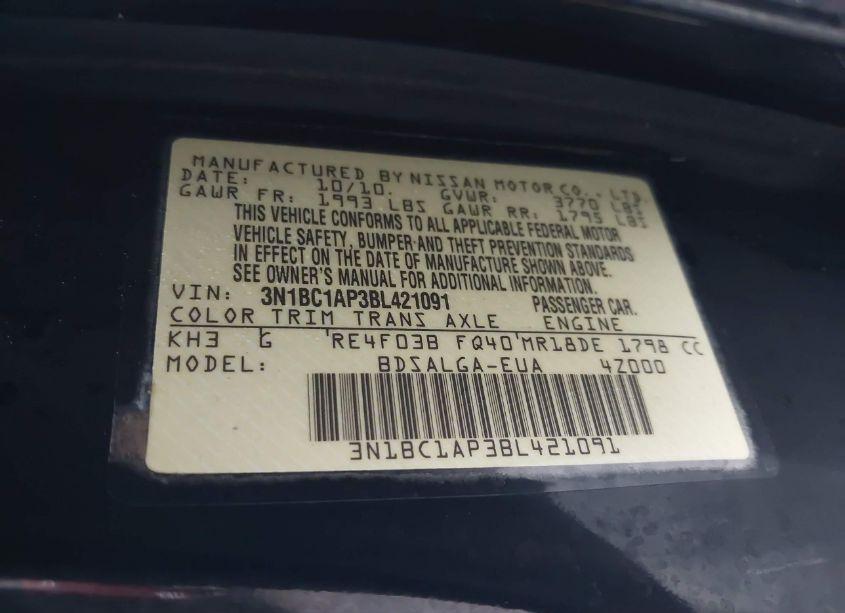 MANUFACTURED BY NISSAN MOTOR CO., LTD.
DATE: 10/10. GVWR: 3770 LBS
GAWR FR: 1993 LBS GAWR RR: 1795 LBS
THIS VEHICLE CONFORMS TO ALL APPLICABLE FEDERAL MOTOR
VEHICLE SAFETY, BUMPER AND THEFT PREVENTION STANDARDS
IN EFFECT ON THE DATE OF MANUFACTURE SHOWN ABOVE.
SEE OWNER'S MANUAL FOR ADDITIONAL INFORMATION.
VIN: 3N1BC1AP3BL421091 PASSENGER CAR.
COLOR TRIM TRANS AXLE ENGINE
KH3 G RE4F03B FQ40 MR18DE 1798 CC
MODEL: BDSALGA-EUA 4Z000
3N1BC1AP3BL421091